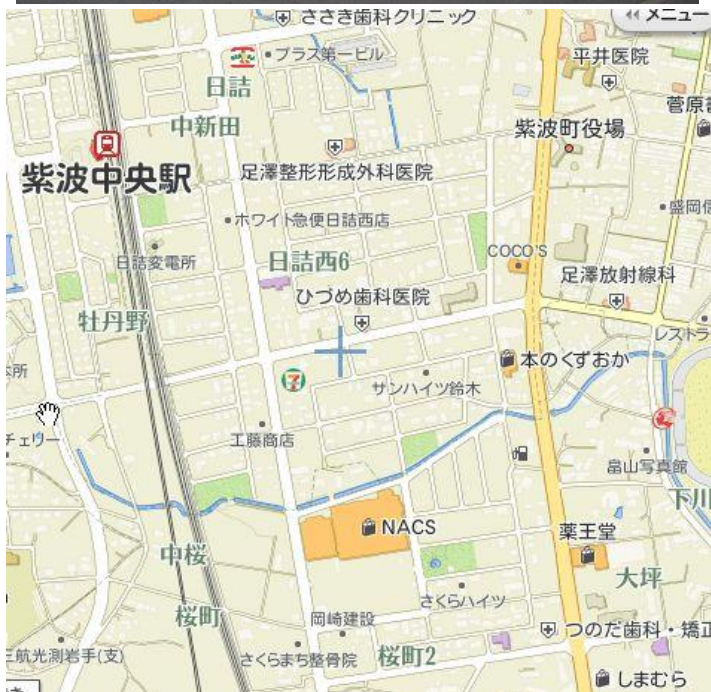 ささき歯科クリニック
メニュー
プラス第一ビル
平井医院
日詰
中新田
紫波町役場
紫波中央駅
足澤整形形成外科医院
ホワイト急便日詰西店
COCO'S
日詰変電所
日詰西6
足澤放射線科
ひづめ歯科医院
牡丹野
レストラ
本のくずおか
サンハイツ鈴木
7
チェリー
工藤商店
畠山写真館
下川
NACS
薬王堂
中桜
大坪
さくらハイツ
桜町
岡崎建設
つのだ歯科・矯正
三航光測岩手(支)
さくらまち整骨院
桜町2
しまむら